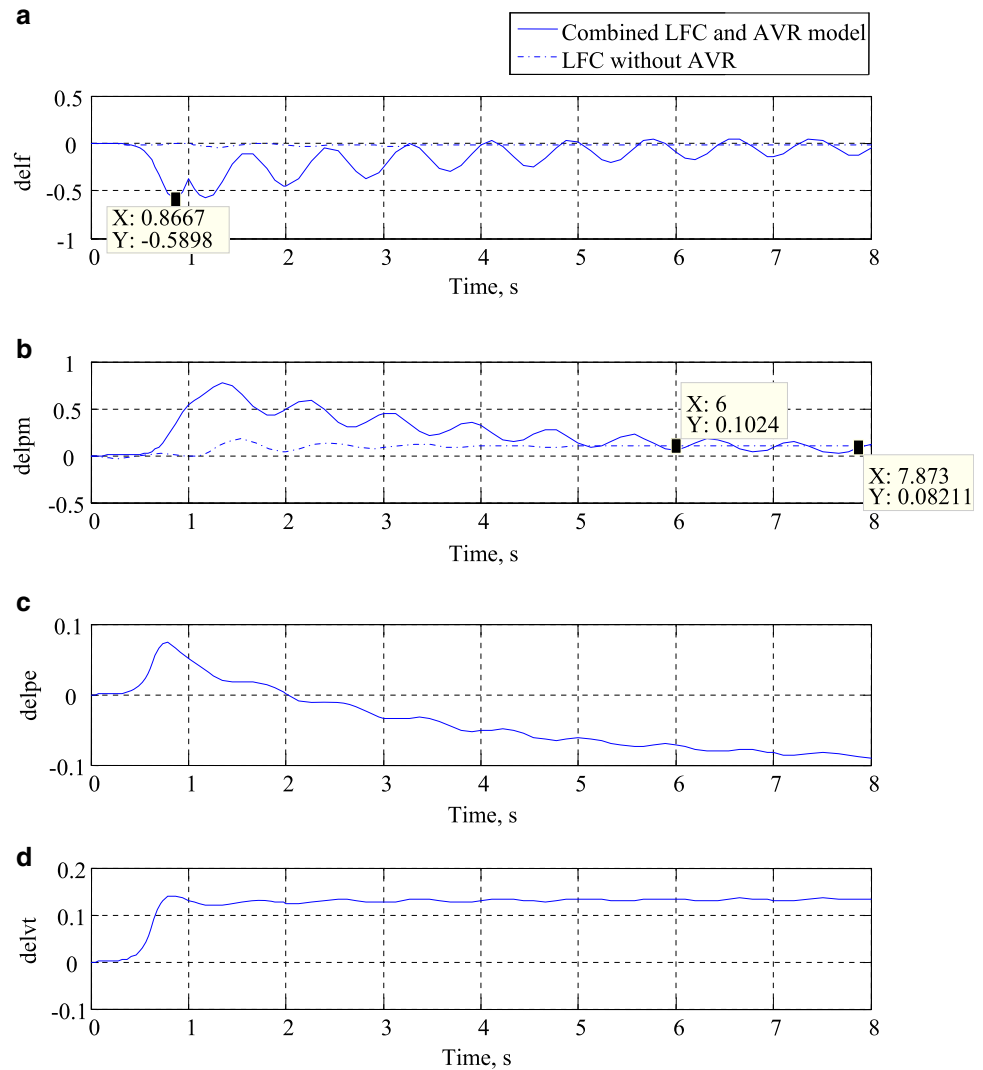 a
Combined LFC and AVR model
LFC without AVR
0.5
0
-0.5
-1
delf
X: 0.8667
Y: -0.5898
0 1 2 3 4 5 6 7 8
Time, s
b
1
0.5
0
-0.5
delpm
X: 6
Y: 0.1024
X: 7.873
Y: 0.08211
0 1 2 3 4 5 6 7 8
Time, s
c
0.1
0
-0.1
delpe
0 1 2 3 4 5 6 7 8
Time, s
d
0.2
0.1
0
-0.1
delvt
0 1 2 3 4 5 6 7 8
Time, s